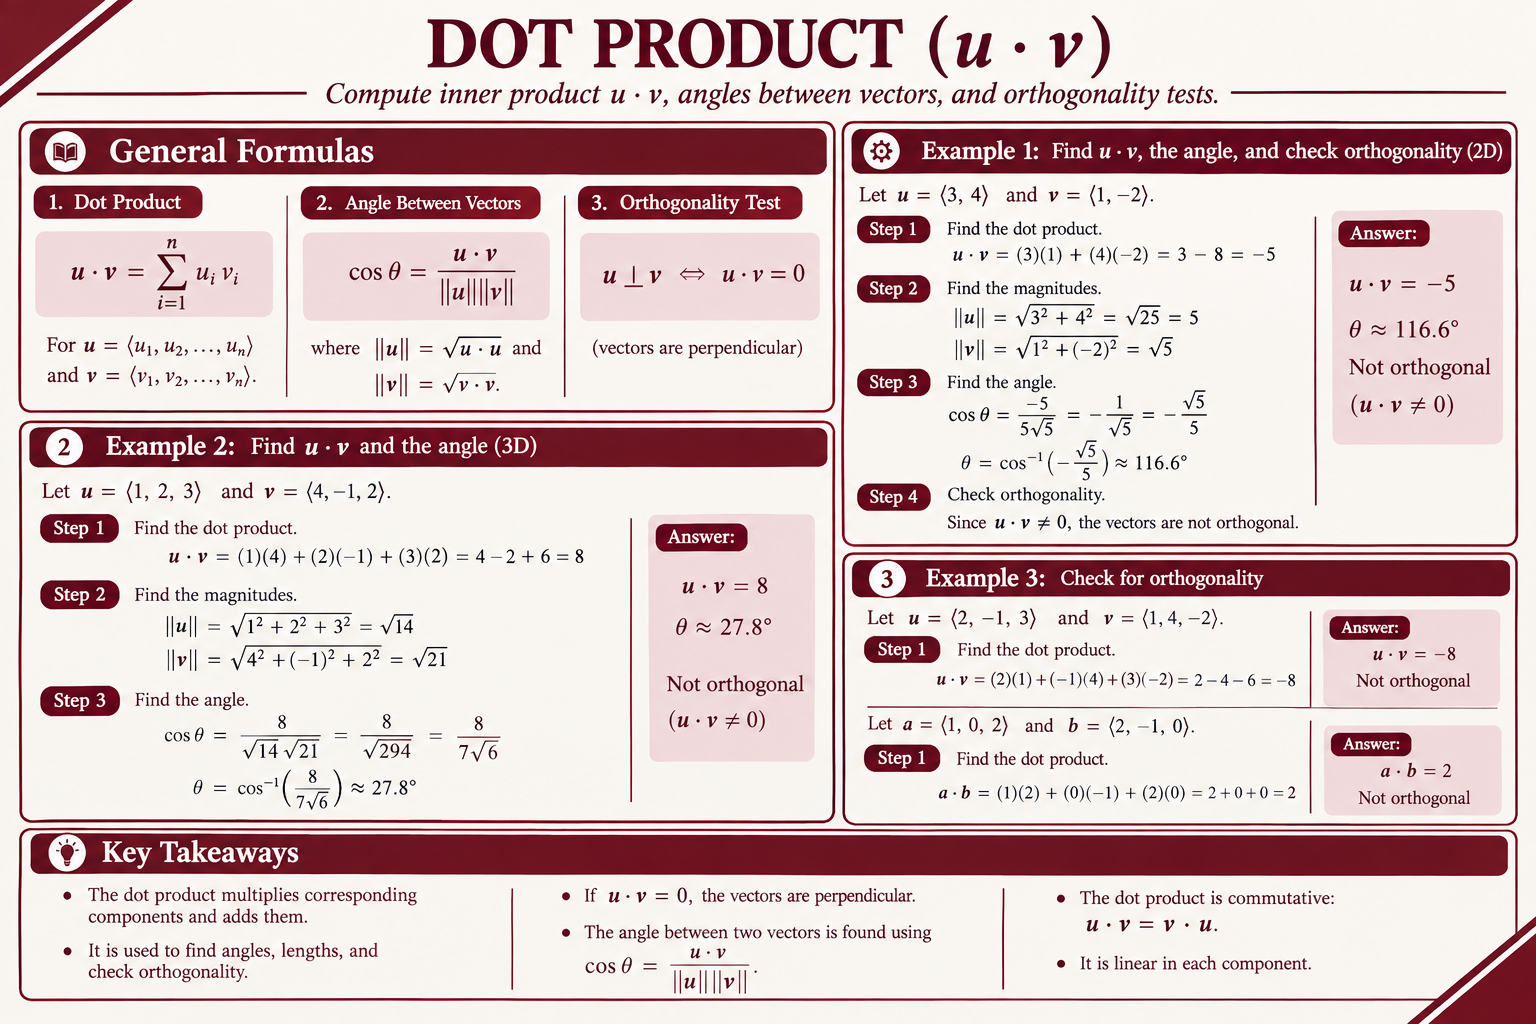 DOT PRODUCT (u · v)
Compute inner product u · v, angles between vectors, and orthogonality tests.
General Formulas
1. Dot Product
u · v = ∑_{i=1}^{n} u_i v_i
For u = ⟨u₁, u₂, …, uₙ⟩
and v = ⟨v₁, v₂, …, vₙ⟩.
2. Angle Between Vectors
cos θ = (u · v) / (||u|| ||v||)
where ||u|| = √(u · u) and
||v|| = √(v · v).
3. Orthogonality Test
u ⊥ v ⟺ u · v = 0
(vectors are perpendicular)
Example 1: Find u · v, the angle, and check orthogonality (2D)
Let u = ⟨3, 4⟩ and v = ⟨1, −2⟩.
Step 1 Find the dot product.
u · v = (3)(1) + (4)(−2) = 3 − 8 = −5
Step 2 Find the magnitudes.
||u|| = √(3² + 4²) = √25 = 5
||v|| = √(1² + (−2)²) = √5
Step 3 Find the angle.
cos θ = −5/(5√5) = −1/√5 = −√5/5
θ = cos⁻¹(−√5/5) ≈ 116.6°
Step 4 Check orthogonality.
Since u · v ≠ 0, the vectors are not orthogonal.
Answer:
u · v = −5
θ ≈ 116.6°
Not orthogonal
(u · v ≠ 0)
2 Example 2: Find u · v and the angle (3D)
Let u = ⟨1, 2, 3⟩ and v = ⟨4, −1, 2⟩.
Step 1 Find the dot product.
u · v = (1)(4) + (2)(−1) + (3)(2) = 4 − 2 + 6 = 8
Step 2 Find the magnitudes.
||u|| = √(1² + 2² + 3²) = √14
||v|| = √(4² + (−1)² + 2²) = √21
Step 3 Find the angle.
cos θ = 8/(√14 √21) = 8/√294 = 8/(7√6)
θ = cos⁻¹(8/(7√6)) ≈ 27.8°
Answer:
u · v = 8
θ ≈ 27.8°
Not orthogonal
(u · v ≠ 0)
3 Example 3: Check for orthogonality
Let u = ⟨2, −1, 3⟩ and v = ⟨1, 4, −2⟩.
Step 1 Find the dot product.
u · v = (2)(1) + (−1)(4) + (3)(−2) = 2 − 4 − 6 = −8
Answer:
u · v = −8
Not orthogonal
Let a = ⟨1, 0, 2⟩ and b = ⟨2, −1, 0⟩.
Step 1 Find the dot product.
a · b = (1)(2) + (0)(−1) + (2)(0) = 2 + 0 + 0 = 2
Answer:
a · b = 2
Not orthogonal
Key Takeaways
• The dot product multiplies corresponding
components and adds them.
• It is used to find angles, lengths, and
check orthogonality.
• If u · v = 0, the vectors are perpendicular.
• The angle between two vectors is found using
cos θ = (u · v) / (||u|| ||v||).
• The dot product is commutative:
u · v = v · u.
• It is linear in each component.